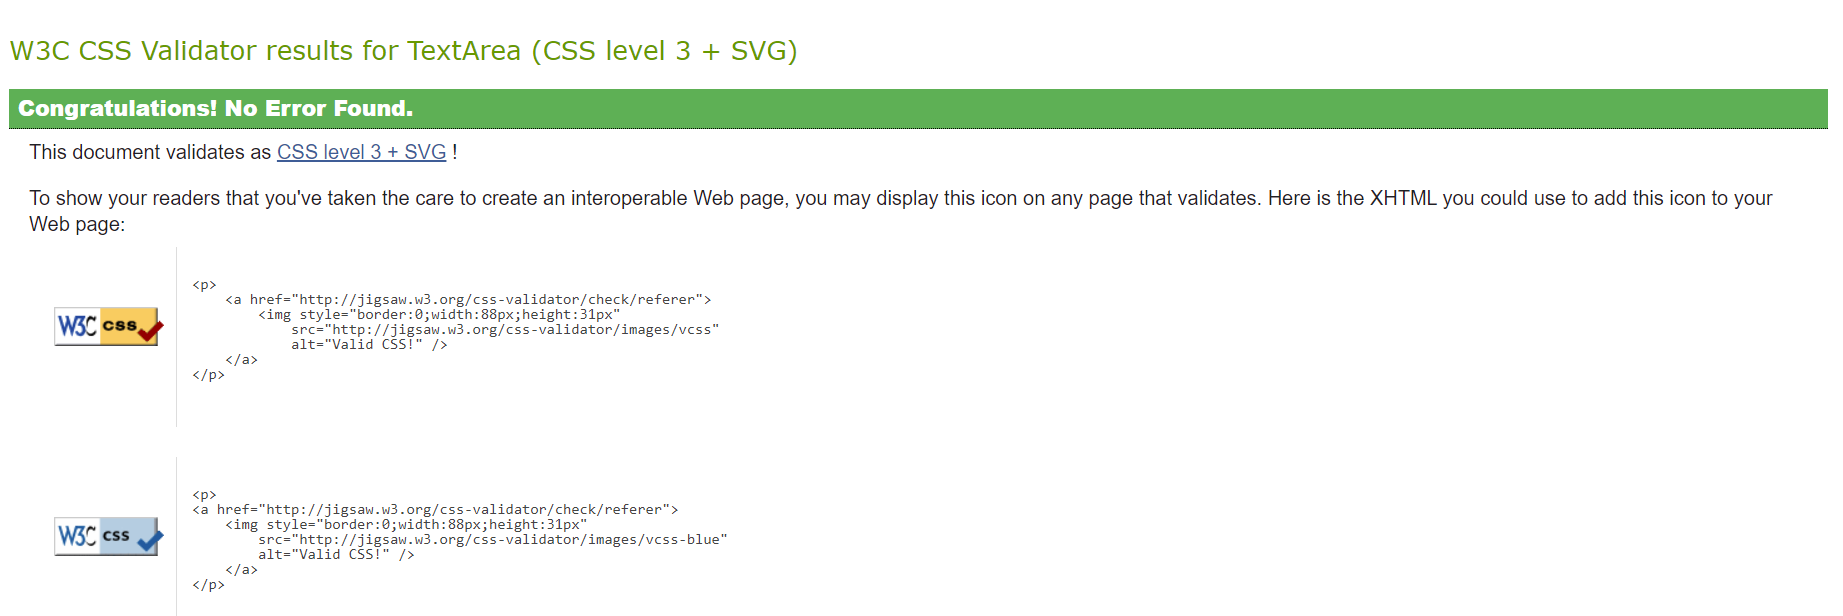 W3C CSS Validator results for TextArea (CSS level 3 + SVG)
Congratulations! No Error Found.
This document validates as CSS level 3 + SVG !
To show your readers that you've taken the care to create an interoperable Web page, you may display this icon on any page that validates. Here is the XHTML you could use to add this icon to your
Web page:
W3C css
<p>
    <a href="http://jigsaw.w3.org/css-validator/check/referer">
        <img style="border:0;width:88px;height:31px"
            src="http://jigsaw.w3.org/css-validator/images/vcss"
            alt="Valid CSS!" />
    </a>
</p>
W3C css
<p>
<a href="http://jigsaw.w3.org/css-validator/check/referer">
    <img style="border:0;width:88px;height:31px"
        src="http://jigsaw.w3.org/css-validator/images/vcss-blue"
        alt="Valid CSS!" />
    </a>
</p>